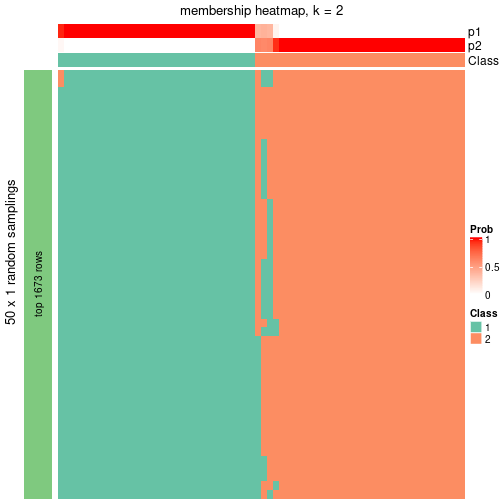 membership heatmap, k = 2
p1
p2
Class
50 x 1 random samplings
top 1673 rows
Prob
1
0.5
0
Class
1
2